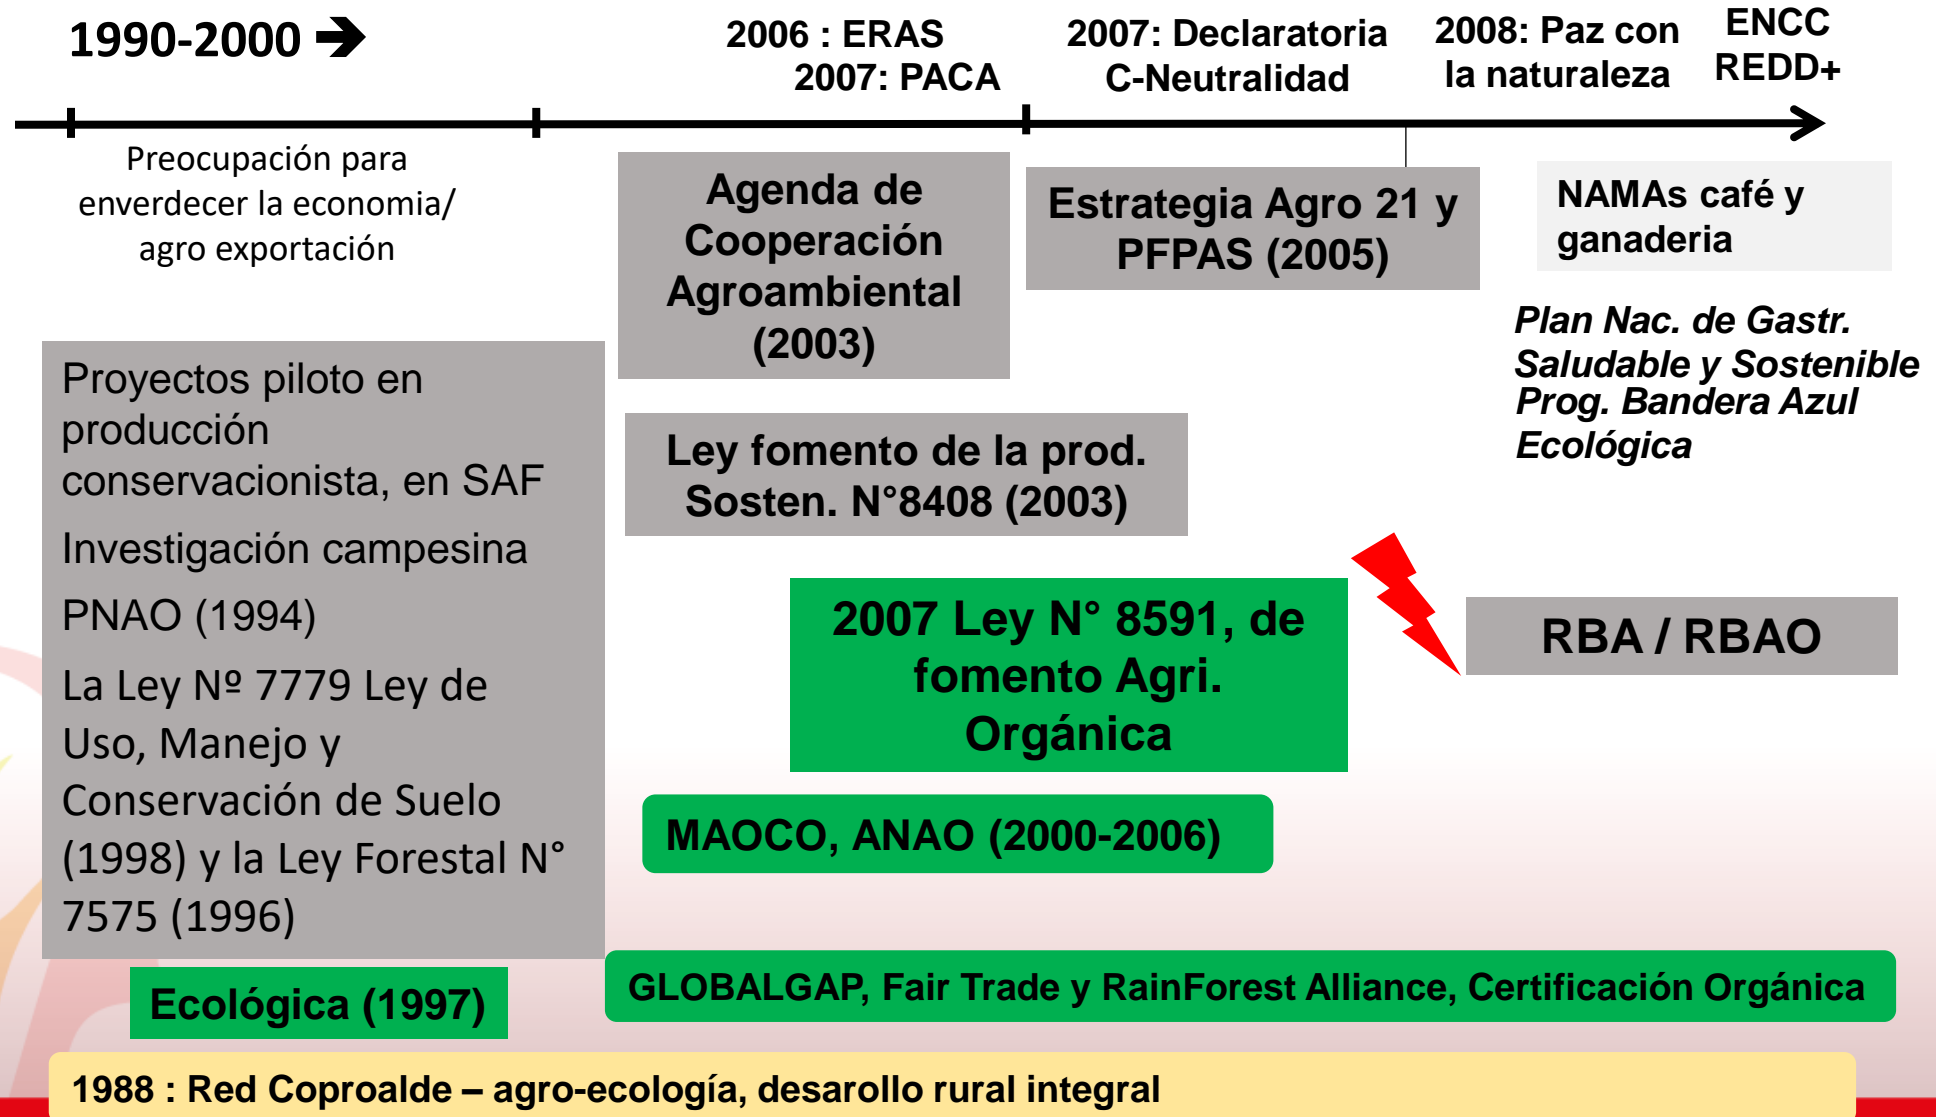 1990-2000 ➔
2006 : ERAS
2007: PACA
2007: Declaratoria
C-Neutralidad
2008: Paz con
la naturaleza
ENCC
REDD+
Preocupación para
enverdecer la economia/
agro exportación
Agenda de
Cooperación
Agroambiental
(2003)
Estrategia Agro 21 y
PFPAS (2005)
NAMAs café y
ganaderia
Plan Nac. de Gastr.
Saludable y Sostenible
Prog. Bandera Azul
Ecológica
Proyectos piloto en
producción
conservacionista, en SAF
Investigación campesina
PNAO (1994)
La Ley Nº 7779 Ley de
Uso, Manejo y
Conservación de Suelo
(1998) y la Ley Forestal N°
7575 (1996)
Ley fomento de la prod.
Sosten. N°8408 (2003)
2007 Ley N° 8591, de
fomento Agri.
Orgánica
RBA / RBAO
MAOCO, ANAO (2000-2006)
Ecológica (1997)
GLOBALGAP, Fair Trade y RainForest Alliance, Certificación Orgánica
1988 : Red Coproalde – agro-ecología, desarollo rural integral